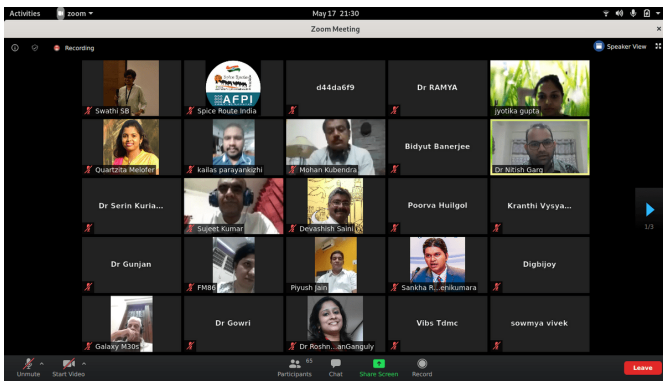 Activities
zoom
May 17 21:30
Zoom Meeting
Recording
Speaker View
Swathi SB
Spice Route India
AFPI
d44da6f9
Dr RAMYA
jyotika gupta
Quartzita Melofer
kailas parayankizhi
Mohan Kubendra
Bidyut Banerjee
Dr Nitish Garg
Dr Serin Kuria...
Sujeet Kumar
Devashish Saini
Poorva Huilgol
Kranthi Vysya...
1/3
Dr Gunjan
FM86
Piyush Jain
Sankha R...enikumara
Digbijoy
Galaxy M30s
Dr Gowri
Dr Roshn...anGanguly
Vibs Tdmc
sowmya vivek
Unmute
Start Video
65
Participants
Chat
Share Screen
Record
Leave